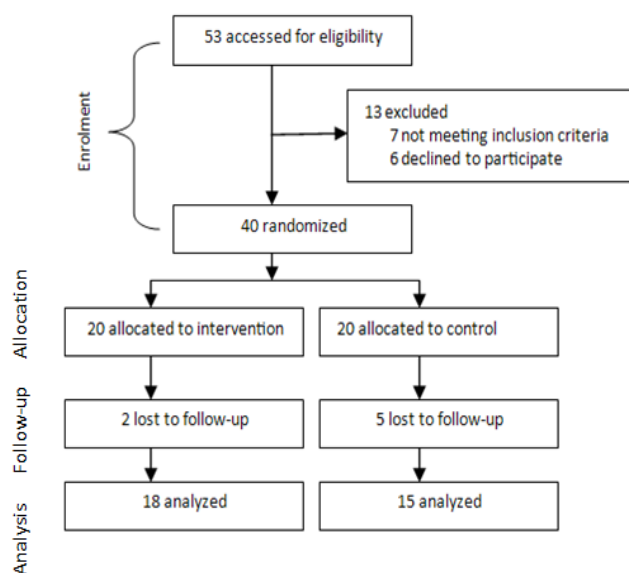 53 accessed for eligibility
Enrolment
13 excluded
7 not meeting inclusion criteria
6 declined to participate
40 randomized
Allocation
20 allocated to intervention
20 allocated to control
Follow-up
2 lost to follow-up
5 lost to follow-up
Analysis
18 analyzed
15 analyzed